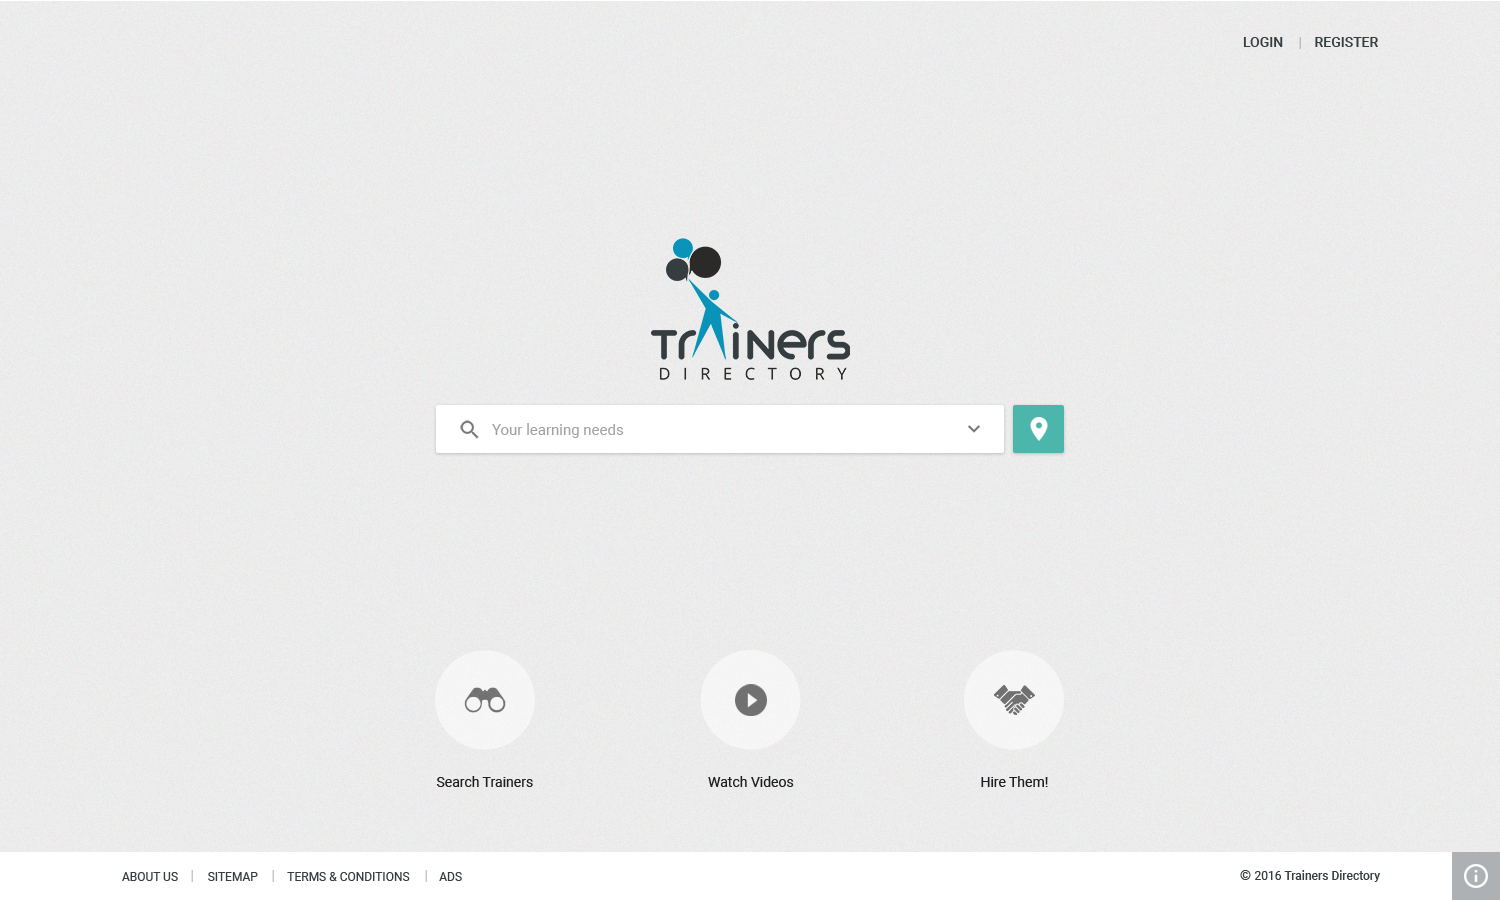 LOGIN | REGISTER
Trainers
DIRECTORY
Your learning needs
Search Trainers
Watch Videos
Hire Them!
ABOUT US | SITEMAP | TERMS & CONDITIONS | ADS
© 2016 Trainers Directory